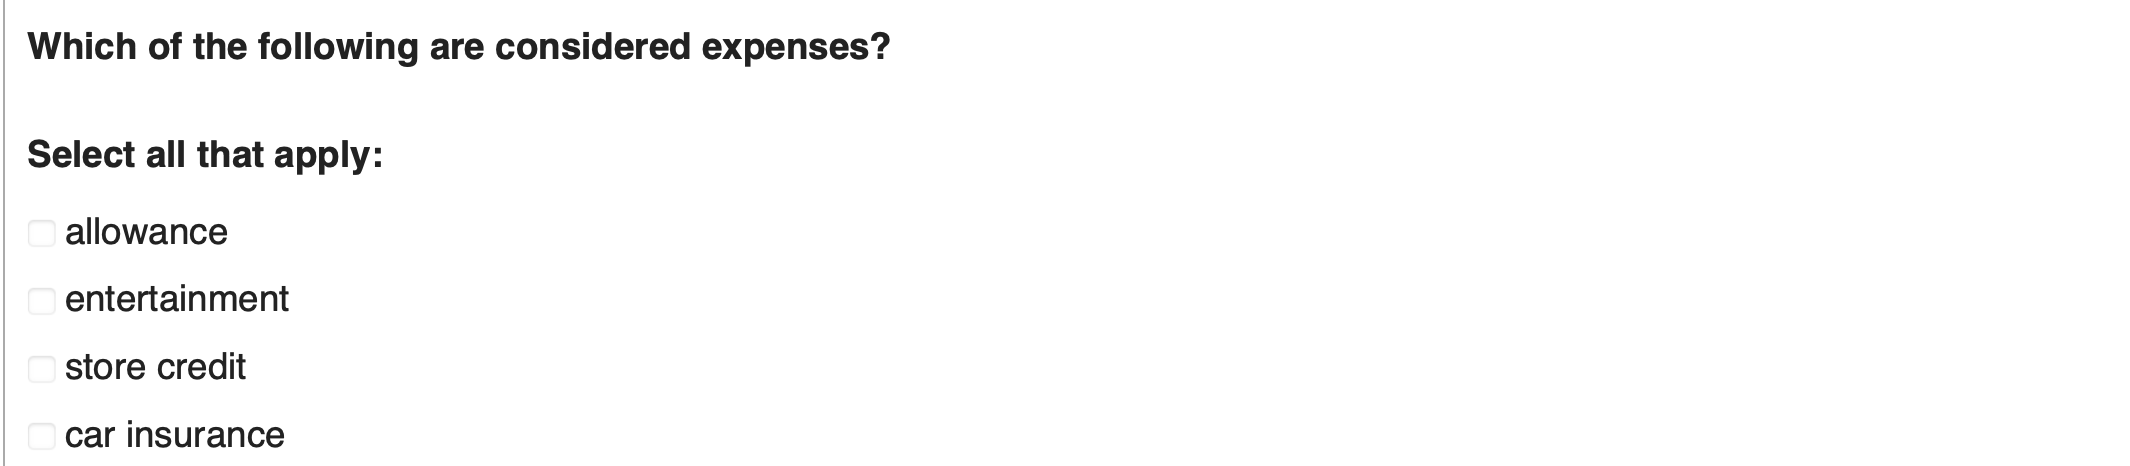 Which of the following are considered expenses?
Select all that apply:
allowance
entertainment
store credit
car insurance